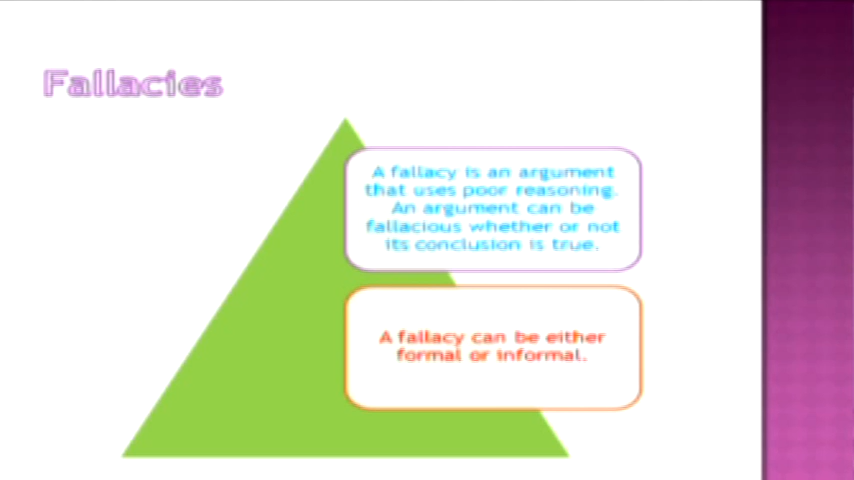 Fallacies
A fallacy is an argument
that uses poor reasoning.
An argument can be
fallacious whether or not
its conclusion is true.
A fallacy can be either
formal or informal.